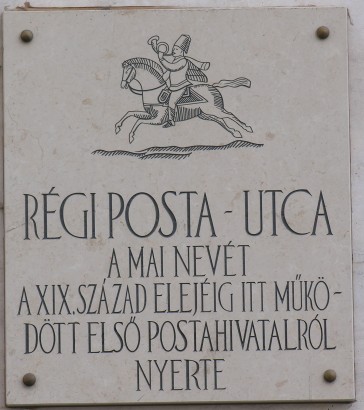 RÉGI POSTA - UTCA
A MAI NEVÉT
A XIX. SZÁZAD ELEJÉIG ITT MŰKÖ-
DÖTT ELSŐ POSTAHIVATALRÓL
NYERTE